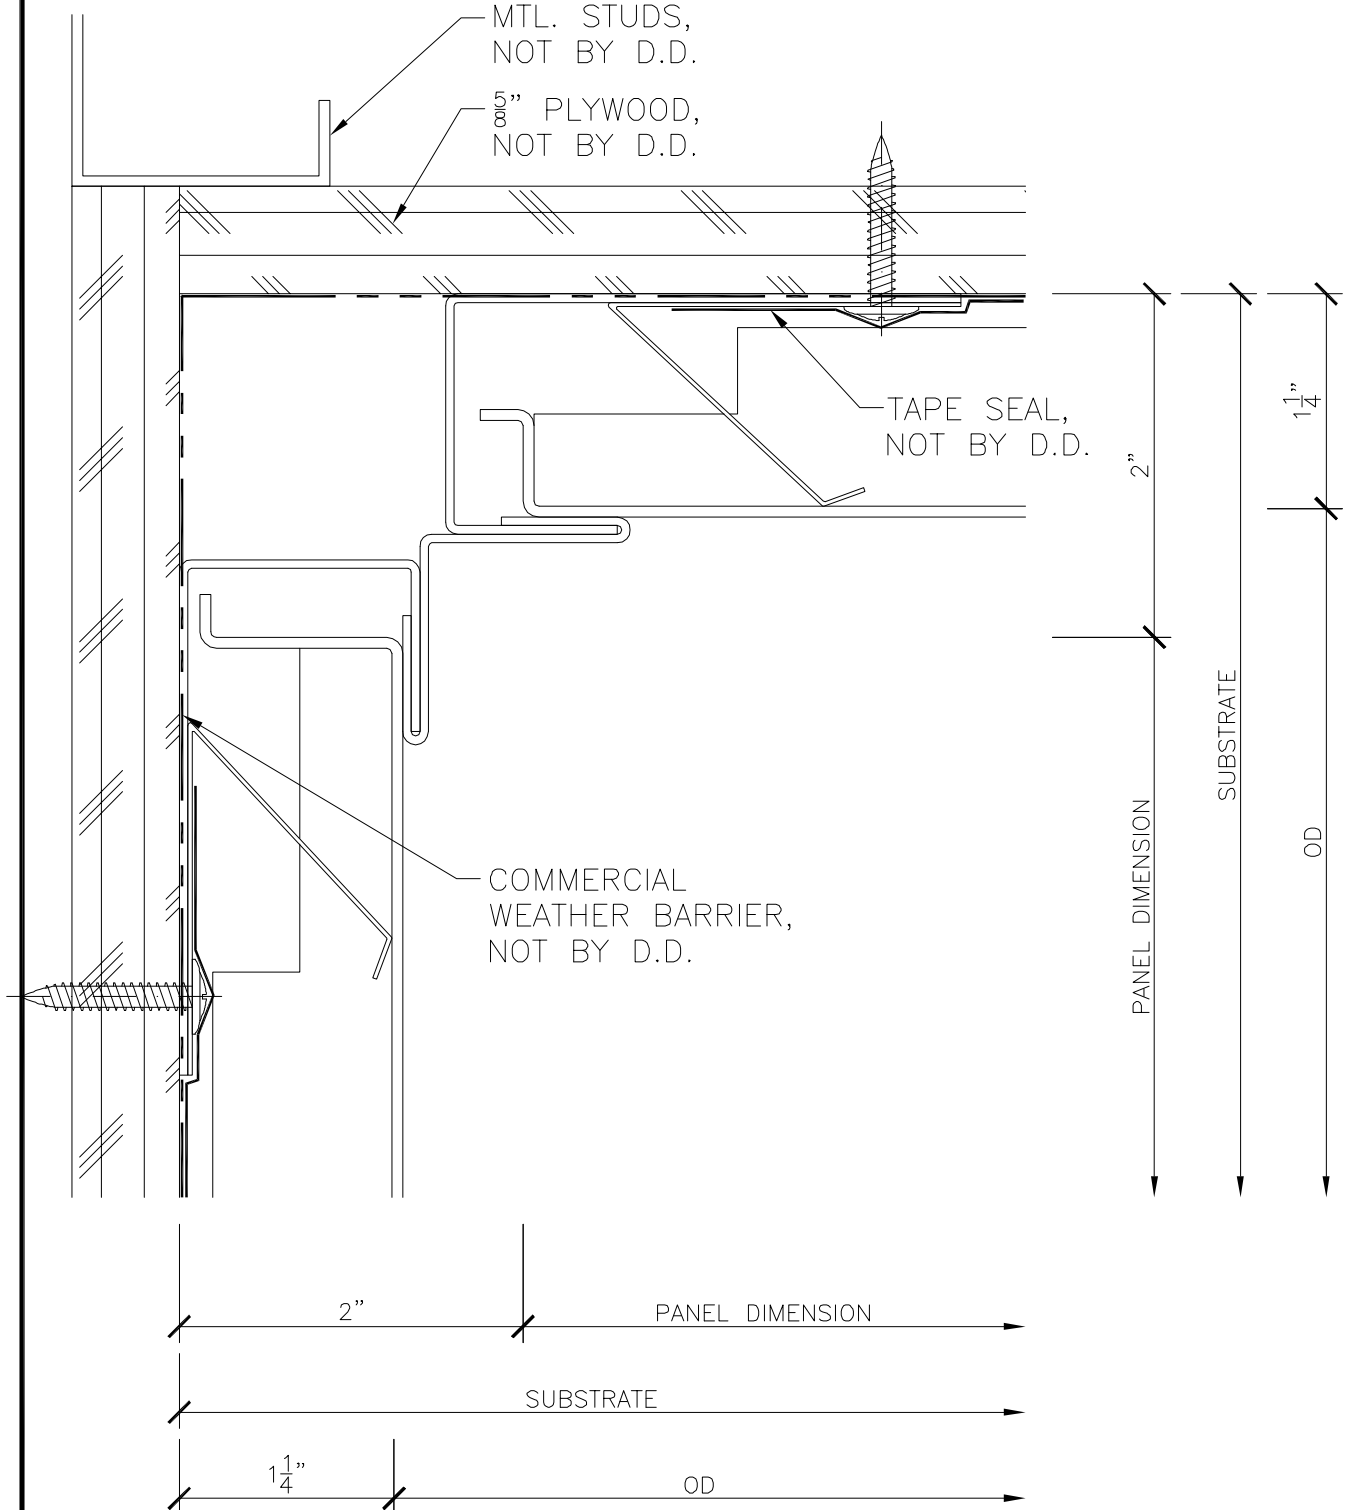 MTL. STUDS,
NOT BY D.D.
5/8” PLYWOOD,
NOT BY D.D.
TAPE SEAL,
NOT BY D.D.
1 1/4”
2”
SUBSTRATE
PANEL DIMENSION
OD
COMMERCIAL
WEATHER BARRIER,
NOT BY D.D.
2”
PANEL DIMENSION
SUBSTRATE
1 1/4”
OD